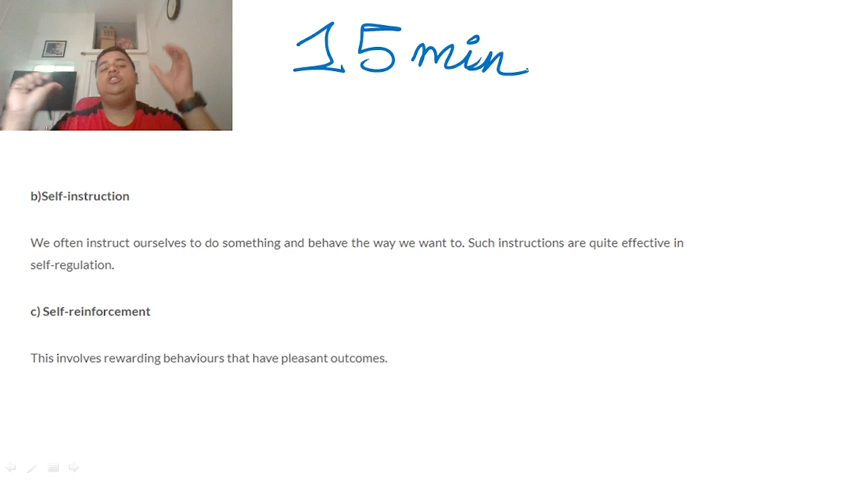 15 min
b)Self-instruction
We often instruct ourselves to do something and behave the way we want to. Such instructions are quite effective in
self-regulation.
c) Self-reinforcement
This involves rewarding behaviours that have pleasant outcomes.